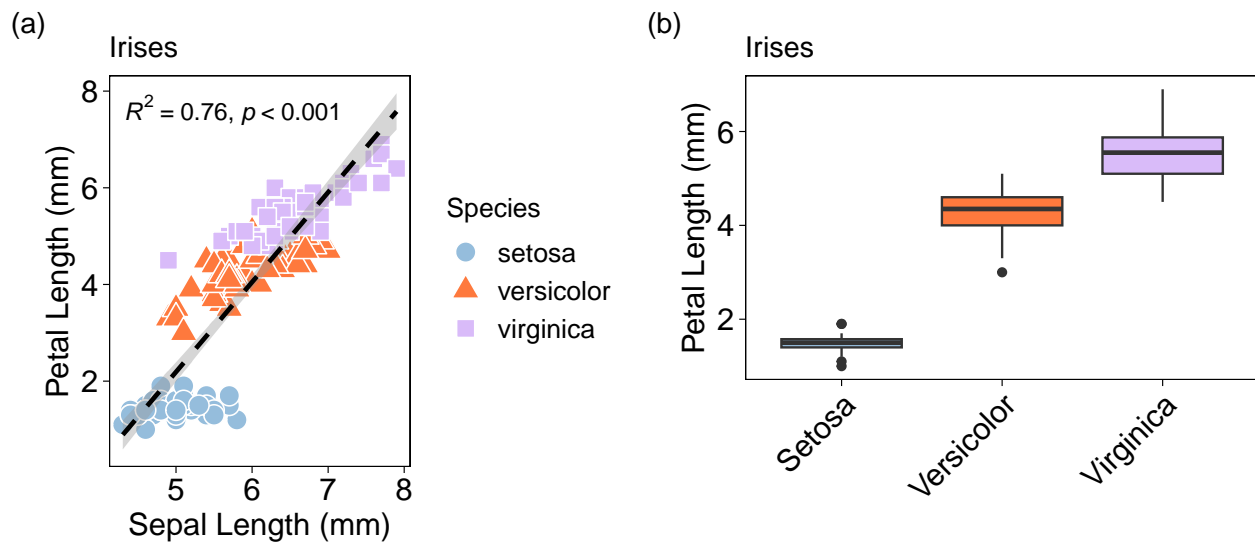 (a)
Irises
R² = 0.76, p < 0.001
8
6
4
2
Petal Length (mm)
5 6 7 8
Sepal Length (mm)
Species
setosa
versicolor
virginica
(b)
Irises
6
4
2
Petal Length (mm)
Setosa
Versicolor
Virginica